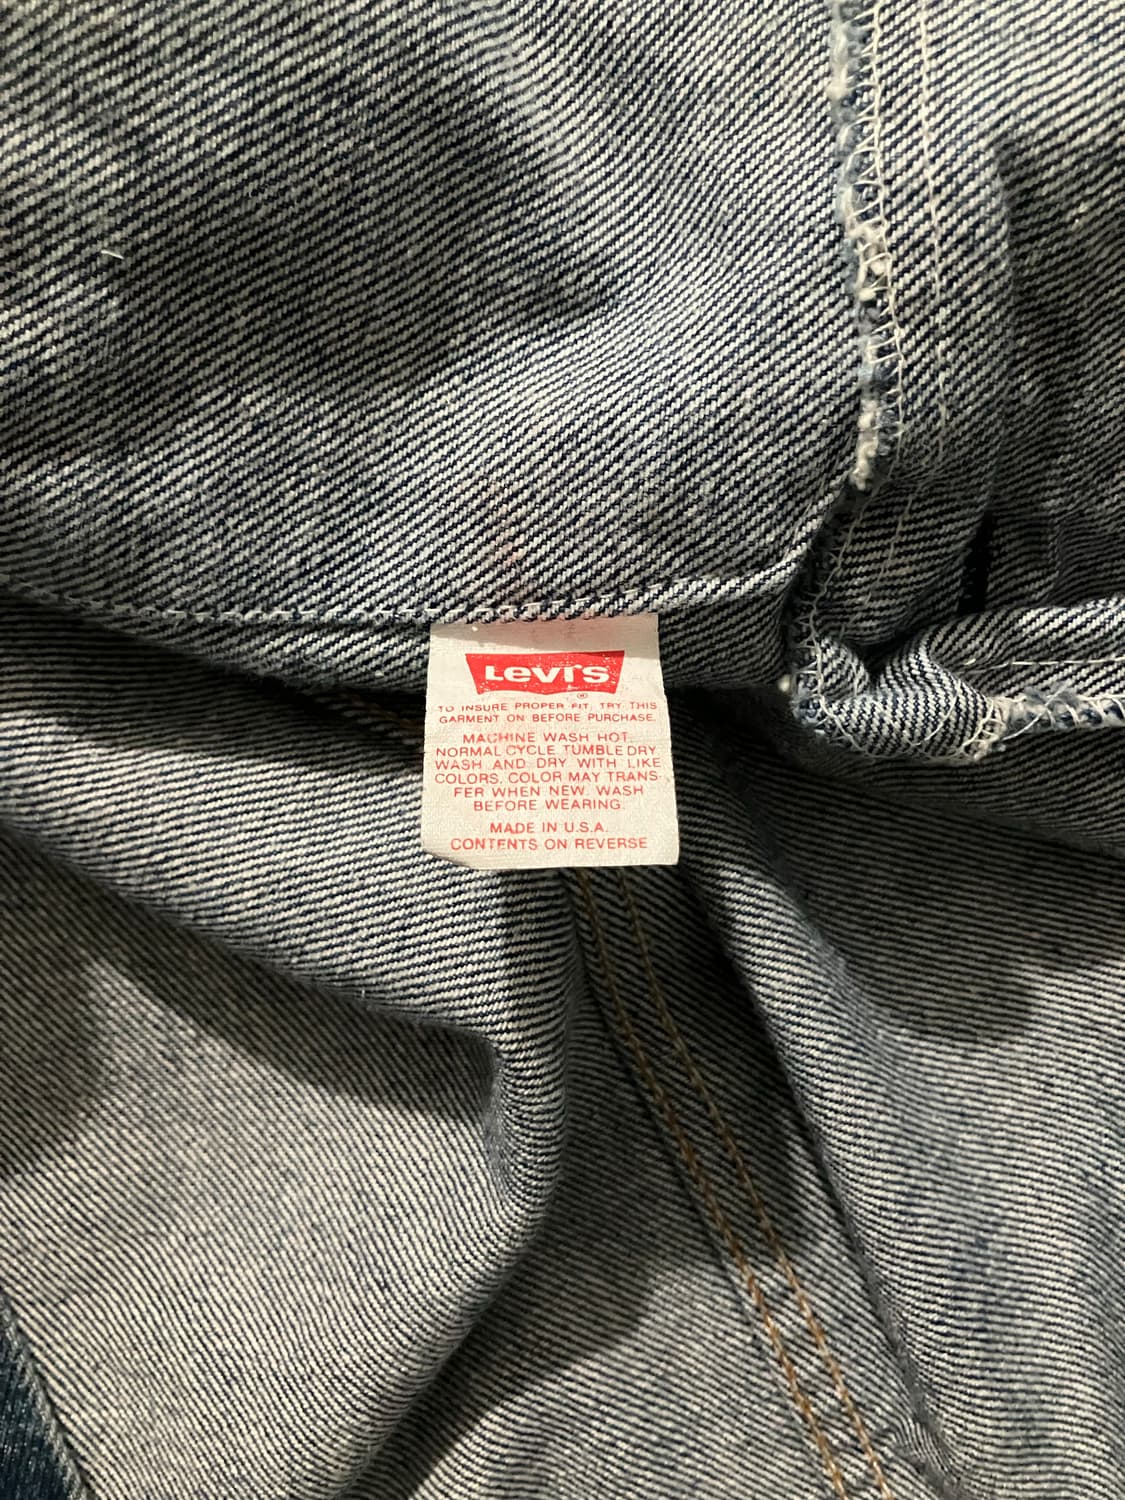 Levi's
®
TO INSURE PROPER FIT, TRY THIS
GARMENT ON BEFORE PURCHASE.
MACHINE WASH HOT,
NORMAL CYCLE TUMBLE DRY
WASH AND DRY WITH LIKE
COLORS. COLOR MAY TRANS-
FER WHEN NEW. WASH
BEFORE WEARING.
MADE IN U.S.A.
CONTENTS ON REVERSE